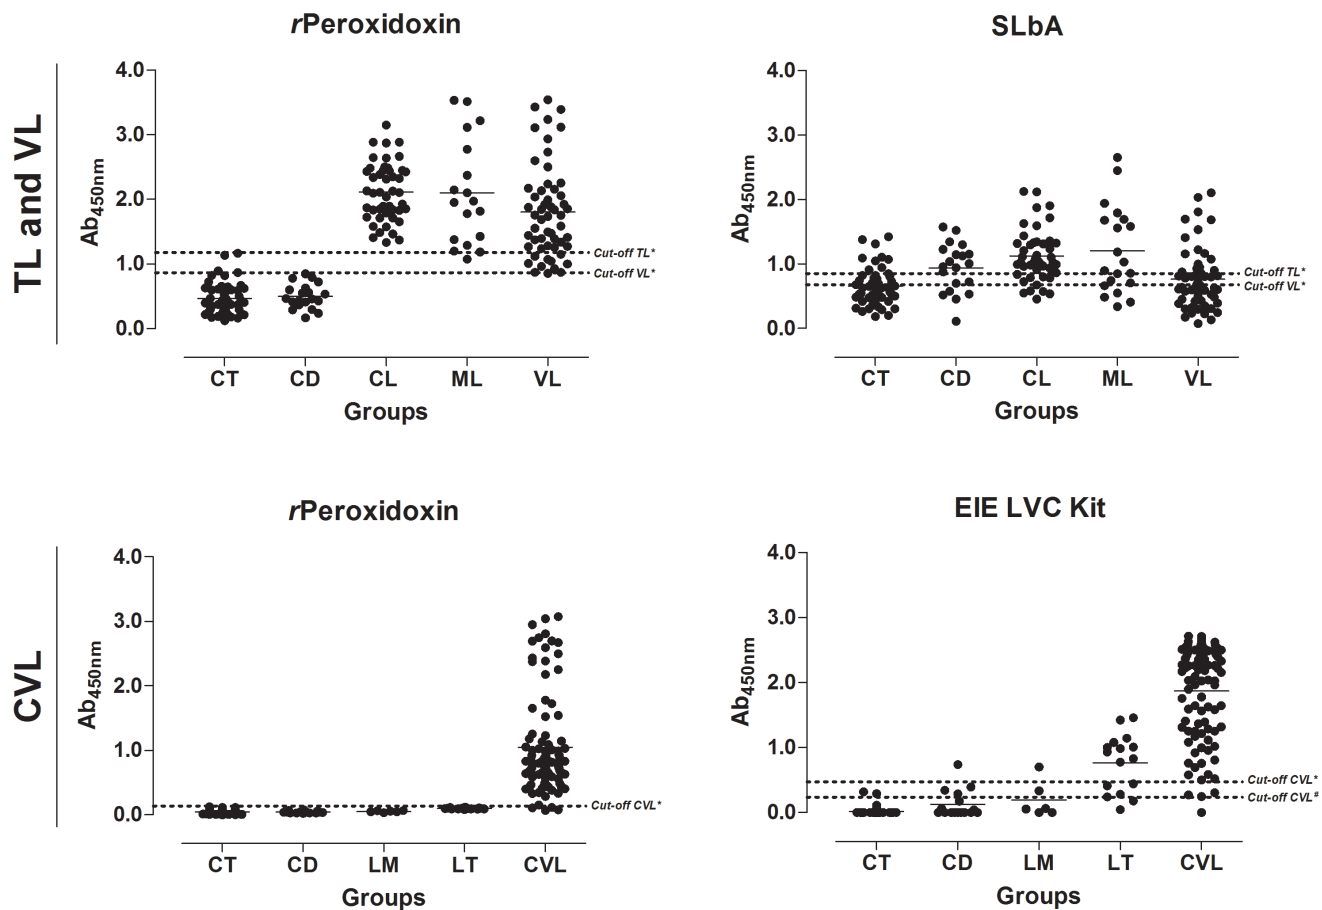 TL and VL
rPeroxidoxin
Ab450nm
4.0
3.0
2.0
1.0
0.0
Cut-off TL*
Cut-off VL*
CT CD CL ML VL
Groups
SLbA
Ab450nm
4.0
3.0
2.0
1.0
0.0
Cut-off TL*
Cut-off VL*
CT CD CL ML VL
Groups
CVL
rPeroxidoxin
Ab450nm
4.0
3.0
2.0
1.0
0.0
Cut-off CVL*
CT CD LM LT CVL
Groups
EIE LVC Kit
Ab450nm
4.0
3.0
2.0
1.0
0.0
Cut-off CVL*
Cut-off CVL#
CT CD LM LT CVL
Groups